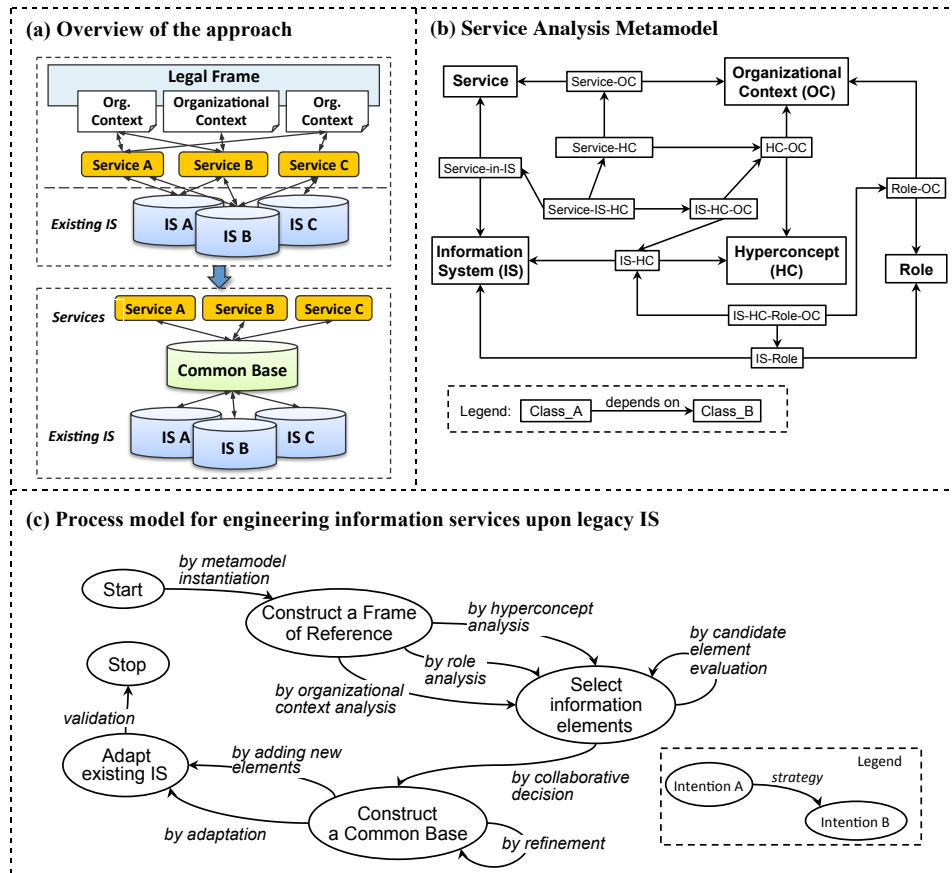 (a) Overview of the approach
Legal Frame
Org.
Context
Organizational
Context
Org.
Context
Service A
Service B
Service C
Existing IS
IS A
IS B
IS C
Services
Service A
Service B
Service C
Common Base
Existing IS
IS A
IS B
IS C
(b) Service Analysis Metamodel
Service
Service-OC
Organizational
Context (OC)
Service-HC
HC-OC
Service-in-IS
Role-OC
Service-IS-HC
IS-HC-OC
Information
System (IS)
IS-HC
Hyperconcept
(HC)
Role
IS-HC-Role-OC
IS-Role
Legend:
Class_A
depends on
Class_B
(c) Process model for engineering information services upon legacy IS
Start
by metamodel
instantiation
Construct a Frame
of Reference
by hyperconcept
analysis
by role
analysis
by organizational
context analysis
by candidate
element
evaluation
Select
information
elements
Stop
validation
Adapt
existing IS
by adding new
elements
by collaborative
decision
by adaptation
Construct
a Common Base
by refinement
Legend
Intention A
strategy
Intention B